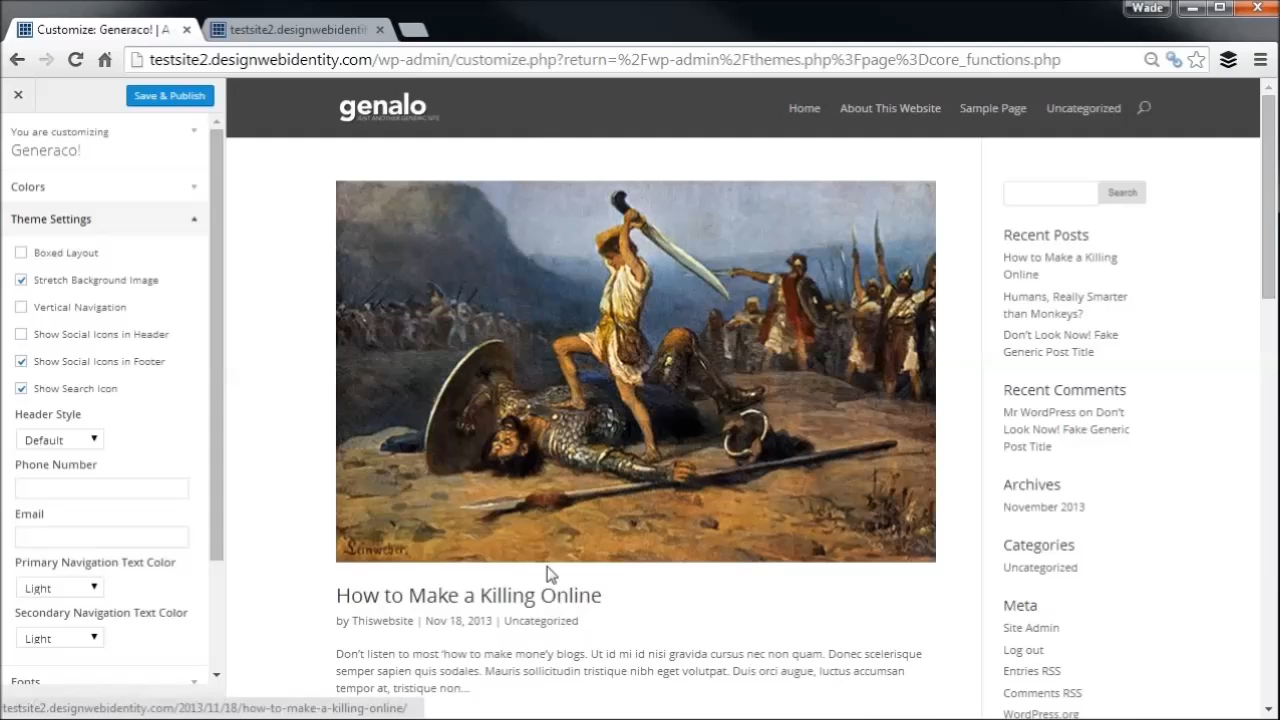 Wade
Customize: Generaco! | A
testsite2.designwebidentit
testsite2.designwebidentity.com/wp-admin/customize.php?return=%2Fwp-admin%2Fthemes.php%3Fpage%3Dcore_functions.php
Save & Publish
You are customizing
Generaco!
Colors
Theme Settings
Boxed Layout
Stretch Background Image
Vertical Navigation
Show Social Icons in Header
Show Social Icons in Footer
Show Search Icon
Header Style
Default
Phone Number
Email
Primary Navigation Text Color
Light
Secondary Navigation Text Color
Light
Fonts
genalo
JUST ANOTHER GENERIC SITE
Home About This Website Sample Page Uncategorized
Leinweber.
How to Make a Killing Online
by Thiswebsite | Nov 18, 2013 | Uncategorized
Don't listen to most 'how to make mone'y blogs. Ut id mi id nisi gravida cursus nec non quam. Donec scelerisque
semper sapien quis sodales. Mauris sollicitudin tristique nibh eget volutpat. Duis orci augue, luctus accumsan
tempor at, tristique non...
Search
Recent Posts
How to Make a Killing
Online
Humans, Really Smarter
than Monkeys?
Don't Look Now! Fake
Generic Post Title
Recent Comments
Mr WordPress on Don't
Look Now! Fake Generic
Post Title
Archives
November 2013
Categories
Uncategorized
Meta
Site Admin
Log out
Entries RSS
Comments RSS
WordPress.org
testsite2.designwebidentity.com/2013/11/18/how-to-make-a-killing-online/